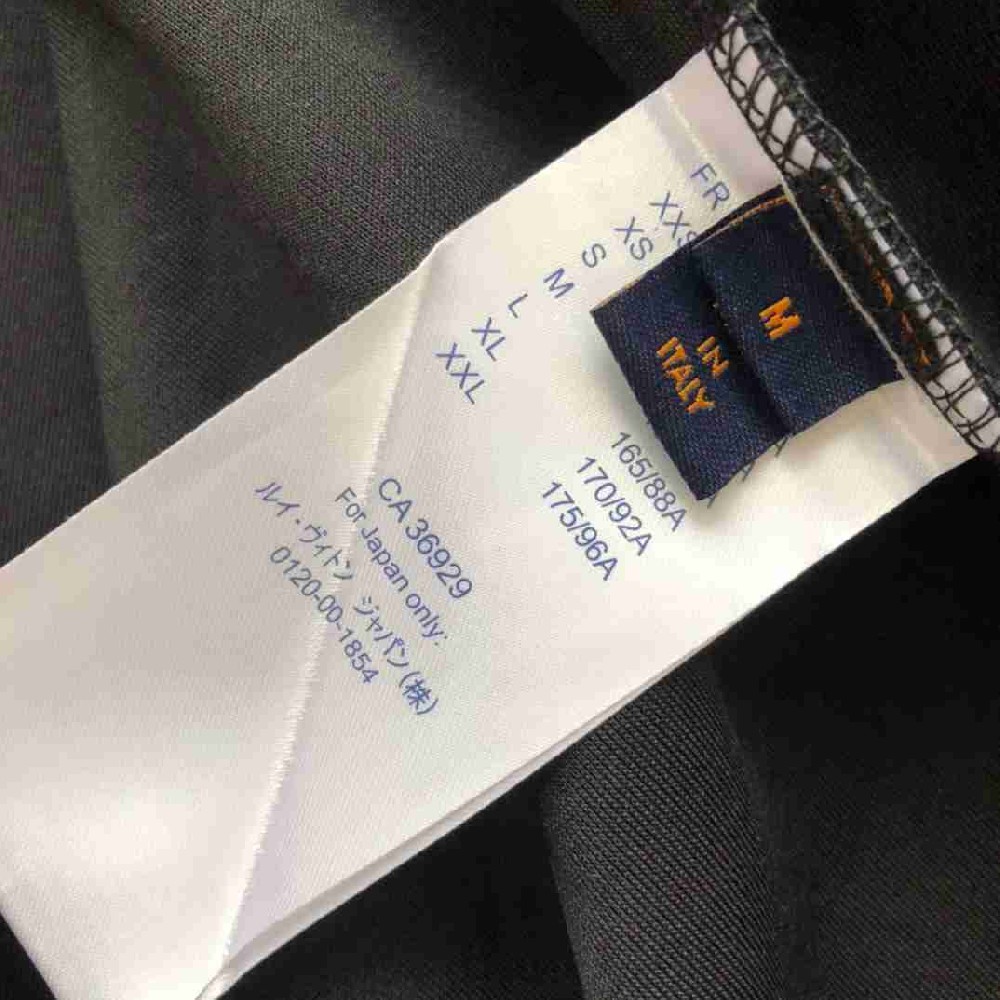 FR
XXS
XS
S
M
L
XL
XXL
M
IN
ITALY
165/88A
170/92A
175/96A
CA 36929
For Japan only:
ルイ・ヴィトン ジャパン(株)
0120-00-1854